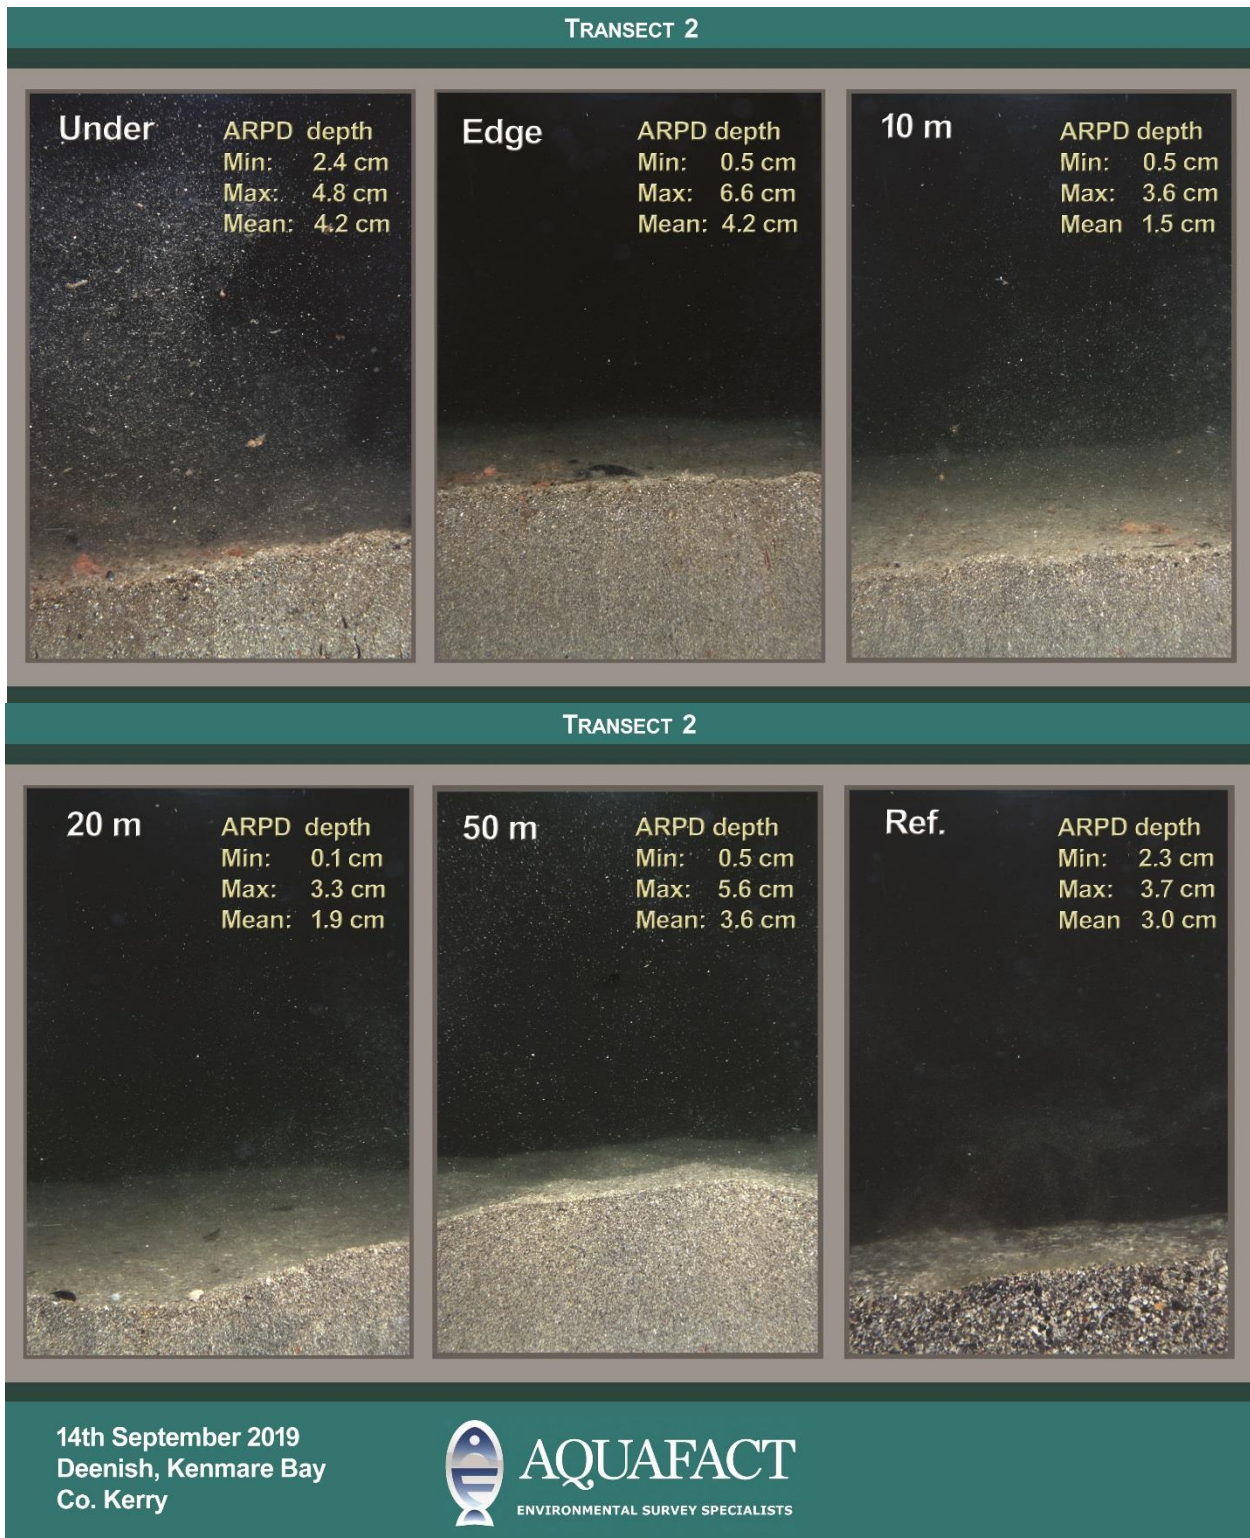 TRANSECT 2
Under
ARPD depth
Min: 2.4 cm
Max: 4.8 cm
Mean: 4.2 cm
Edge
ARPD depth
Min: 0.5 cm
Max: 6.6 cm
Mean: 4.2 cm
10 m
ARPD depth
Min: 0.5 cm
Max: 3.6 cm
Mean 1.5 cm
TRANSECT 2
20 m
ARPD depth
Min: 0.1 cm
Max: 3.3 cm
Mean: 1.9 cm
50 m
ARPD depth
Min: 0.5 cm
Max: 5.6 cm
Mean: 3.6 cm
Ref.
ARPD depth
Min: 2.3 cm
Max: 3.7 cm
Mean 3.0 cm
14th September 2019
Deenish, Kenmare Bay
Co. Kerry
AQUAFACT
ENVIRONMENTAL SURVEY SPECIALISTS